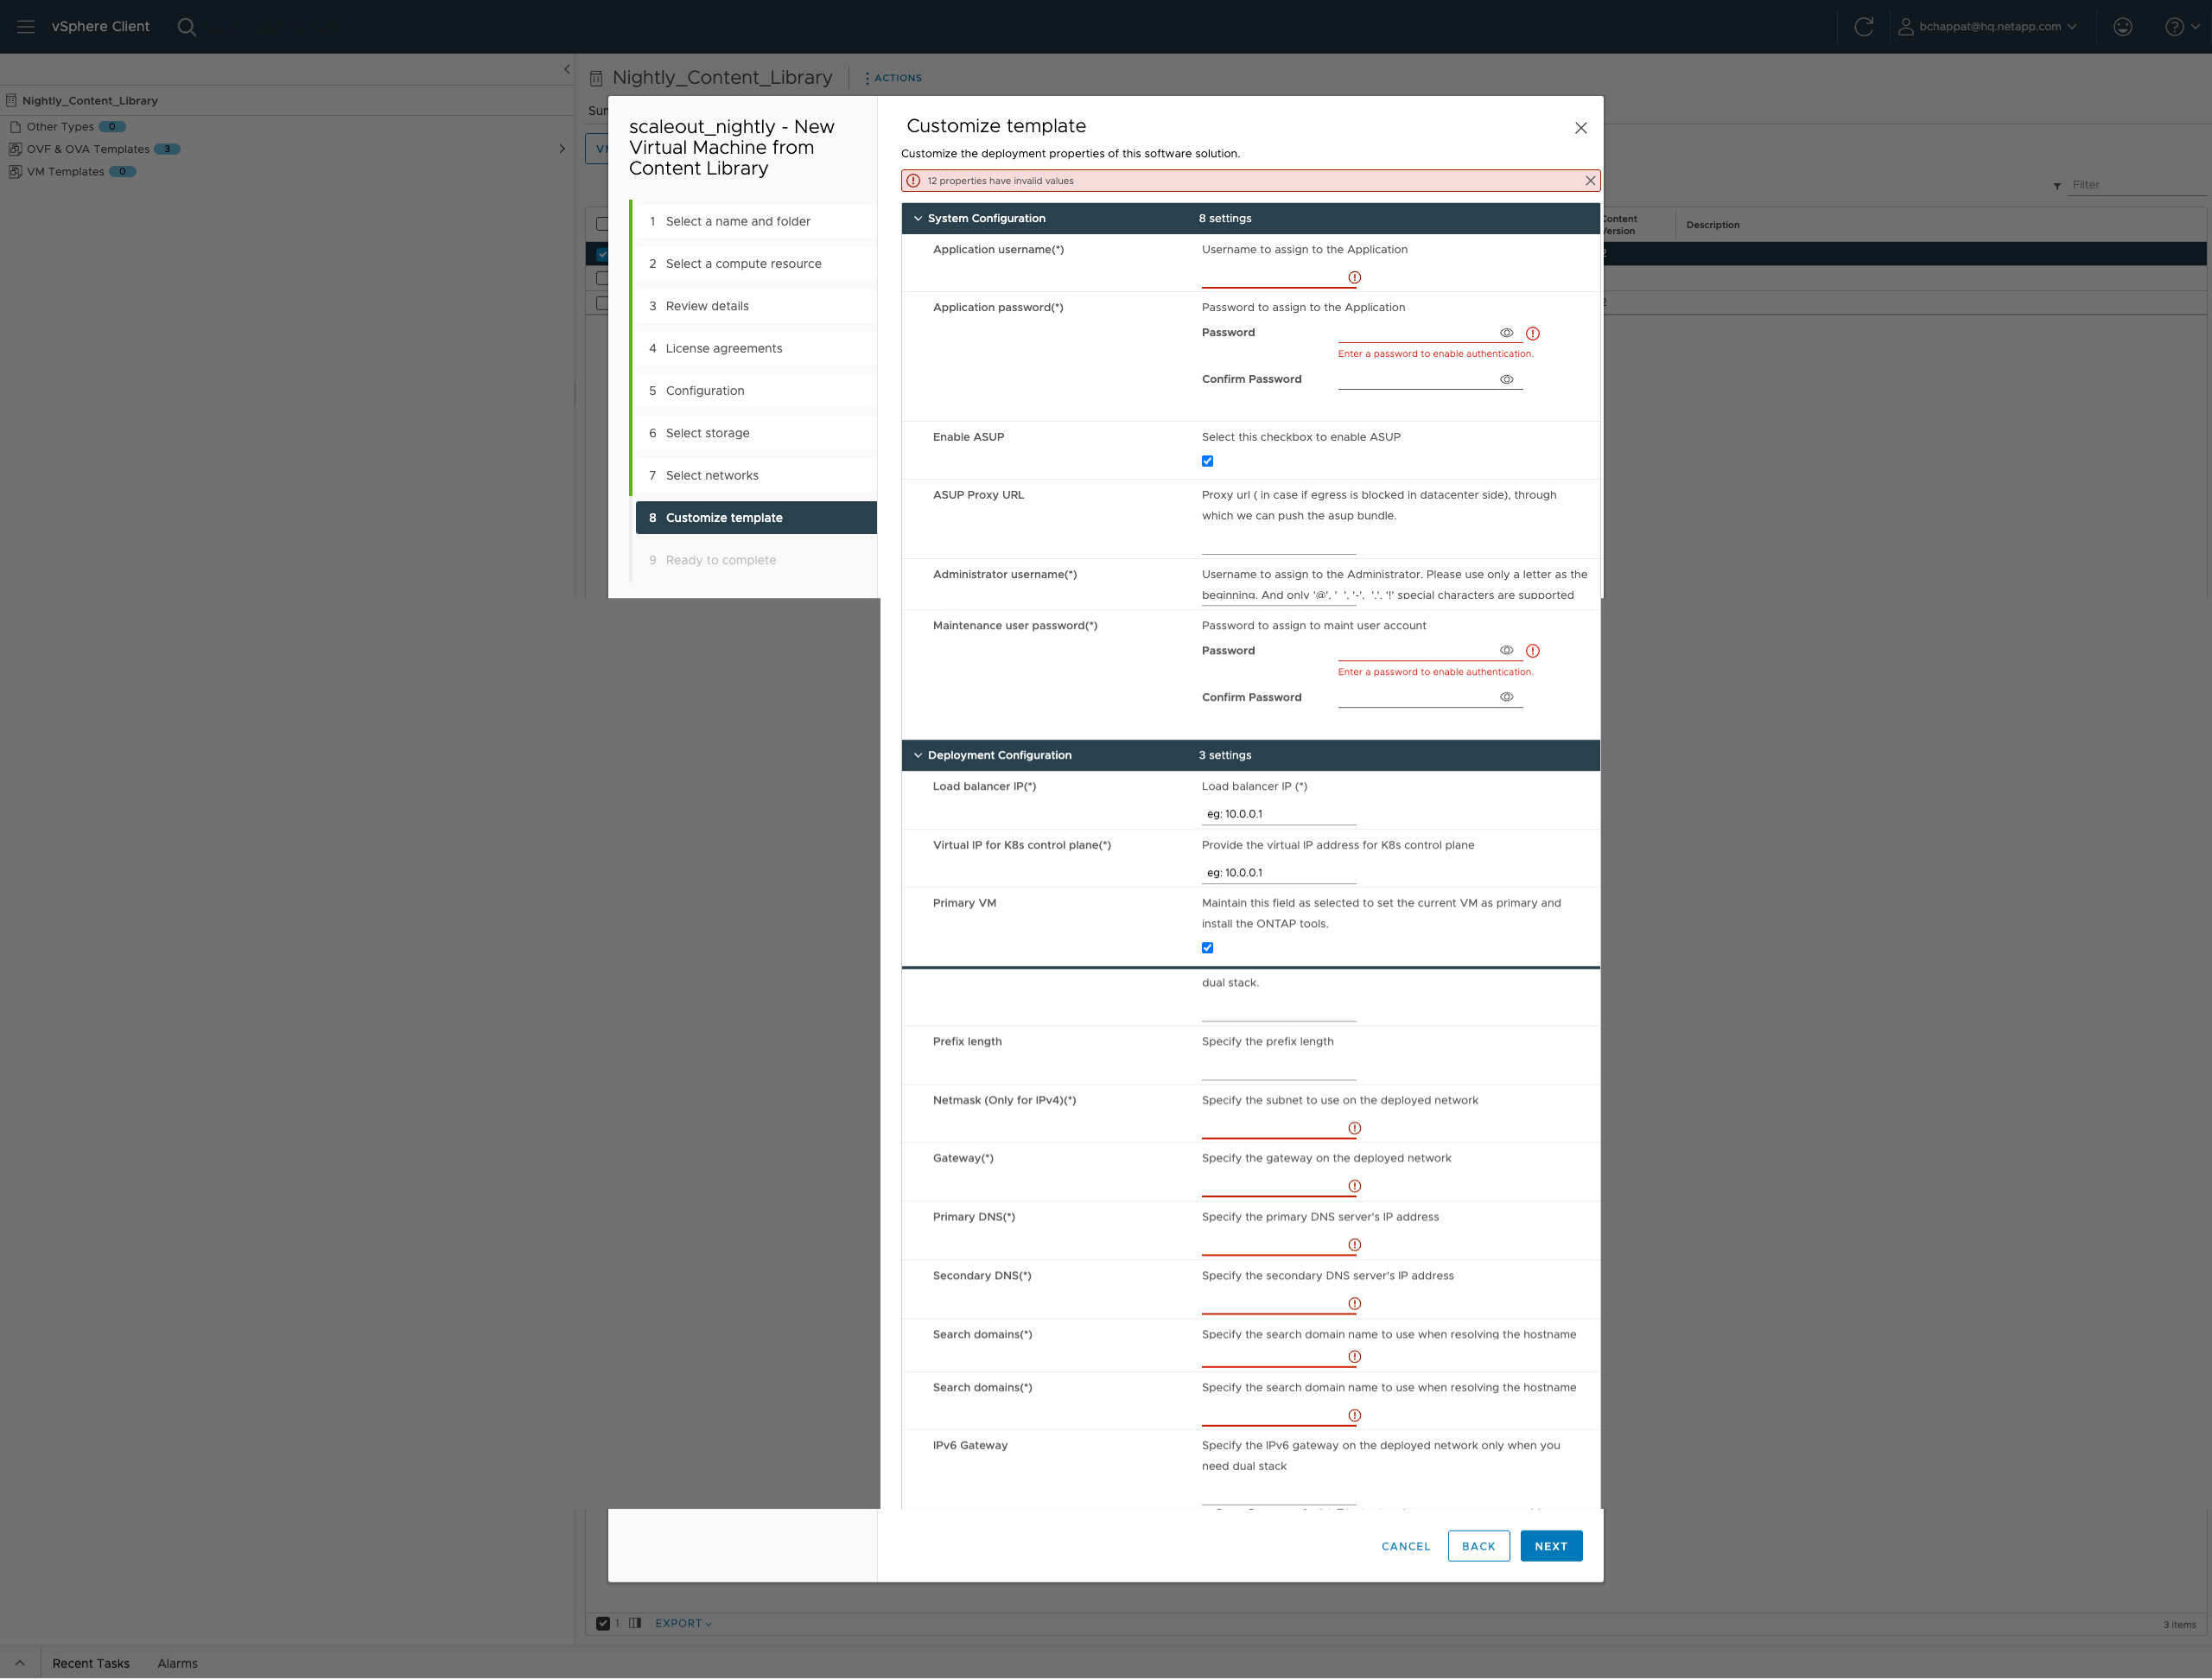 vSphere Client
bchappat@hq.netapp.com
Nightly_Content_Library
Other Types 0
OVF & OVA Templates 3
VM Templates 0
Nightly_Content_Library
ACTIONS
Filter
Content
Version
Description
3 items
1
EXPORT
Recent Tasks
Alarms
scaleout_nightly - New
Virtual Machine from
Content Library
1 Select a name and folder
2 Select a compute resource
3 Review details
4 License agreements
5 Configuration
6 Select storage
7 Select networks
8 Customize template
9 Ready to complete
Customize template
Customize the deployment properties of this software solution.
12 properties have invalid values
System Configuration 8 settings
Application username(*) Username to assign to the Application
Application password(*) Password to assign to the Application
Password
Enter a password to enable authentication.
Confirm Password
Enable ASUP Select this checkbox to enable ASUP
ASUP Proxy URL Proxy url ( in case if egress is blocked in datacenter side), through
which we can push the asup bundle.
Administrator username(*) Username to assign to the Administrator. Please use only a letter as the
beginning. And only '@', '_', '-', '.', '!' special characters are supported
Maintenance user password(*) Password to assign to maint user account
Password
Enter a password to enable authentication.
Confirm Password
Deployment Configuration 3 settings
Load balancer IP(*) Load balancer IP (*)
eg: 10.0.0.1
Virtual IP for K8s control plane(*) Provide the virtual IP address for K8s control plane
eg: 10.0.0.1
Primary VM Maintain this field as selected to set the current VM as primary and
install the ONTAP tools.
dual stack.
Prefix length Specify the prefix length
Netmask (Only for IPv4)(*) Specify the subnet to use on the deployed network
Gateway(*) Specify the gateway on the deployed network
Primary DNS(*) Specify the primary DNS server's IP address
Secondary DNS(*) Specify the secondary DNS server's IP address
Search domains(*) Specify the search domain name to use when resolving the hostname
Search domains(*) Specify the search domain name to use when resolving the hostname
IPv6 Gateway Specify the IPv6 gateway on the deployed network only when you
need dual stack
CANCEL BACK NEXT